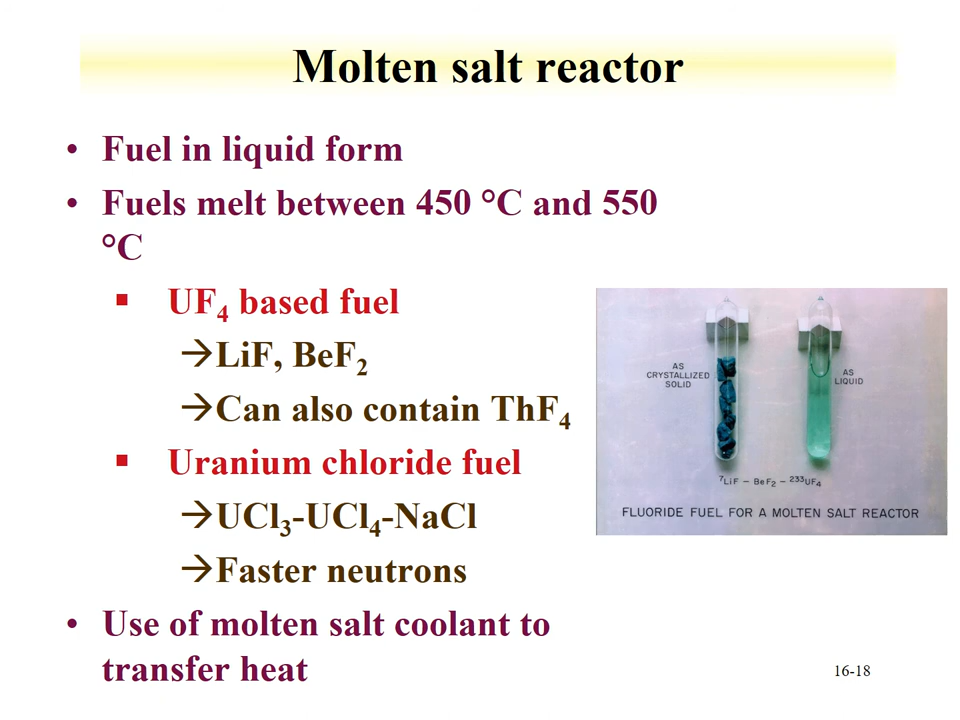 Molten salt reactor
• Fuel in liquid form
• Fuels melt between 450 °C and 550
°C
▪ UF₄ based fuel
→LiF, BeF₂
→Can also contain ThF₄
▪ Uranium chloride fuel
→UCl₃-UCl₄-NaCl
→Faster neutrons
• Use of molten salt coolant to
transfer heat
AS
CRYSTALLIZED
SOLID
AS
LIQUID
⁷LiF – BeF₂ – ²³³UF₄
FLUORIDE FUEL FOR A MOLTEN SALT REACTOR
16-18